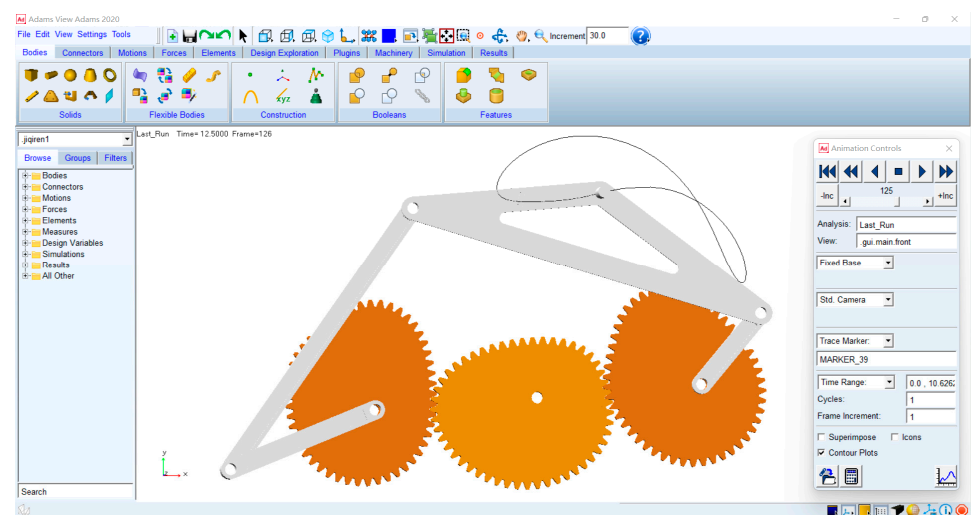 Ad Adams View Adams 2020
File Edit View Settings Tools
Increment 30.0
?
Bodies Connectors Motions Forces Elements Design Exploration Plugins Machinery Simulation Results
xyz
Solids Flexible Bodies Construction Booleans Features
.jiqiren1
Last_Run Time= 12.5000 Frame=126
Browse Groups Filters
Bodies
Connectors
Motions
Forces
Elements
Measures
Design Variables
Simulations
Results
All Other
Search
y
z x
Ad Animation Controls
-Inc 125 +Inc
Analysis: Last_Run
View: .gui.main.front
Fixed Base
Std. Camera
Trace Marker:
MARKER_39
Time Range: 0.0 , 10.626
Cycles: 1
Frame Increment: 1
Superimpose Icons
Contour Plots